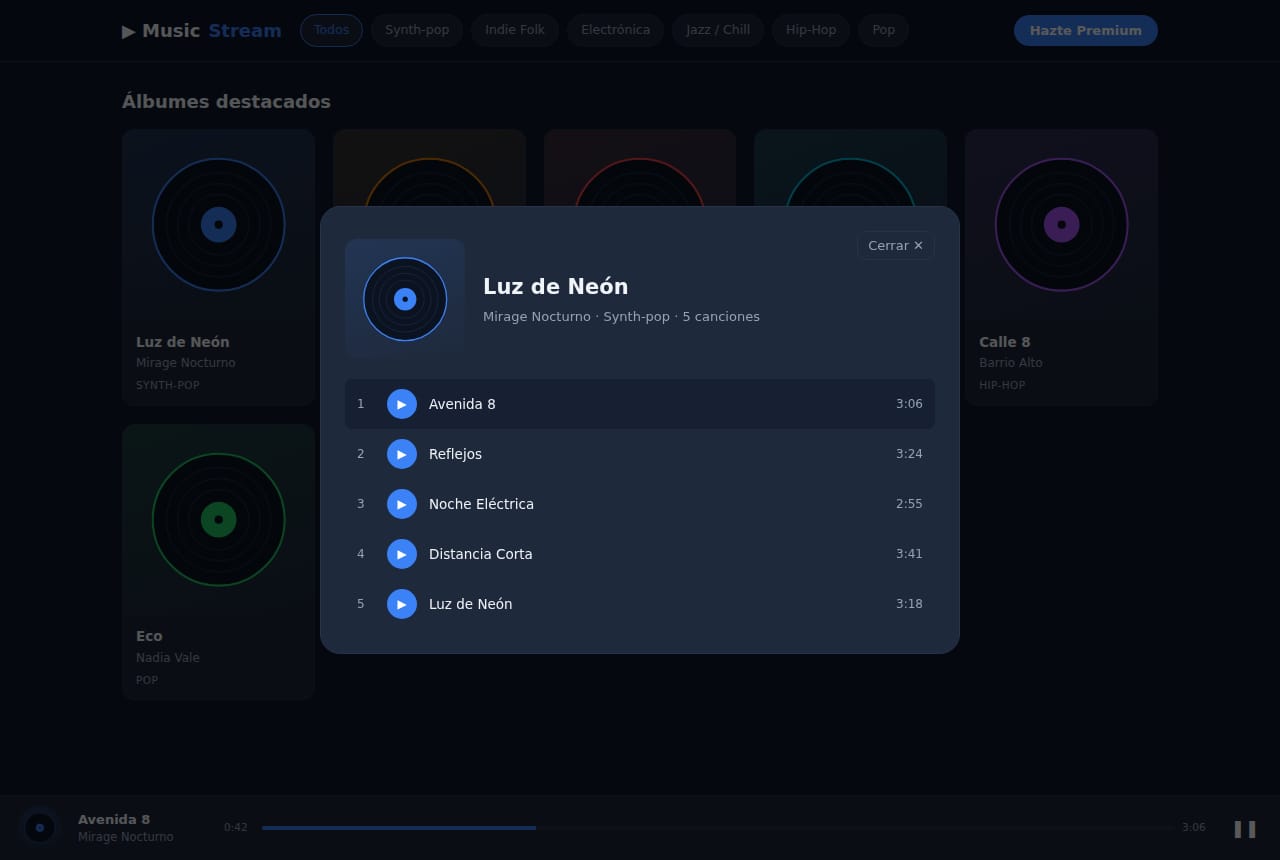 ▶ Music Stream
Todos Synth-pop Indie Folk Electrónica Jazz / Chill Hip-Hop Pop
Hazte Premium
Álbumes destacados
Luz de Neón
Mirage Nocturno
SYNTH-POP
Calle 8
Barrio Alto
HIP-HOP
Eco
Nadia Vale
POP
Cerrar ✕
Luz de Neón
Mirage Nocturno · Synth-pop · 5 canciones
1 ▶ Avenida 8 3:06
2 ▶ Reflejos 3:24
3 ▶ Noche Eléctrica 2:55
4 ▶ Distancia Corta 3:41
5 ▶ Luz de Neón 3:18
Avenida 8
Mirage Nocturno
0:42 3:06